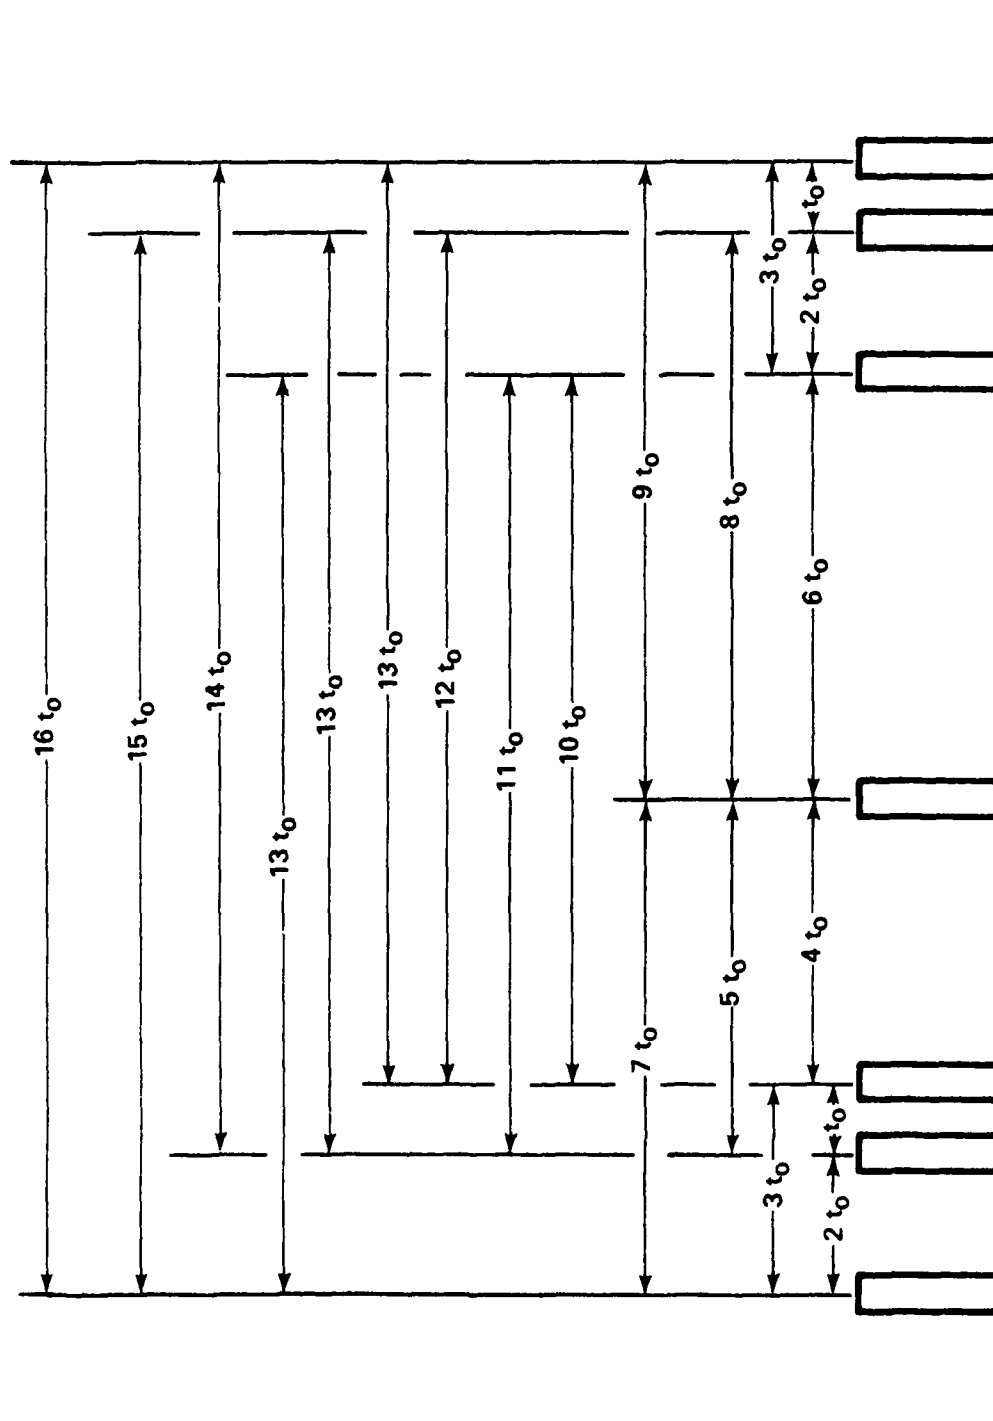 16 t₀
15 t₀
14 t₀
13 t₀
13 t₀
13 t₀
12 t₀
11 t₀
10 t₀
7 t₀
9 t₀
5 t₀
8 t₀
3 t₀
3 t₀
2 t₀
t₀
4 t₀
6 t₀
2 t₀
t₀